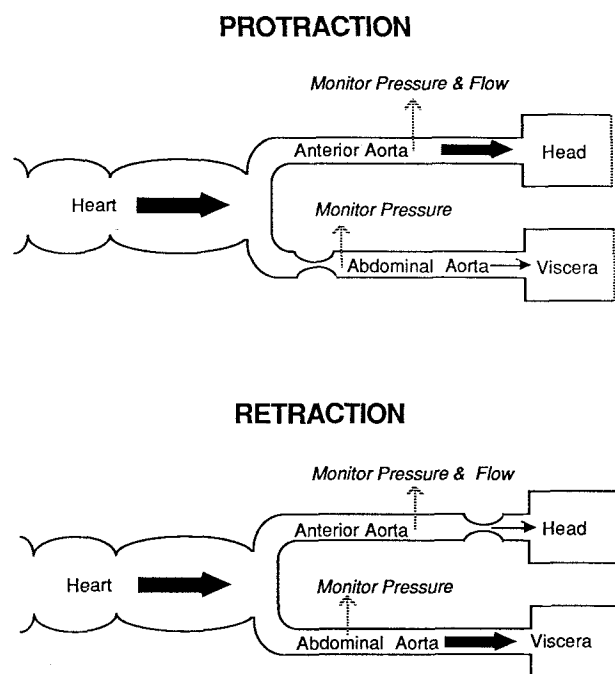 PROTRACTION
Monitor Pressure & Flow
Anterior Aorta
Head
Heart
Monitor Pressure
Abdominal Aorta
Viscera
RETRACTION
Monitor Pressure & Flow
Anterior Aorta
Head
Heart
Monitor Pressure
Abdominal Aorta
Viscera